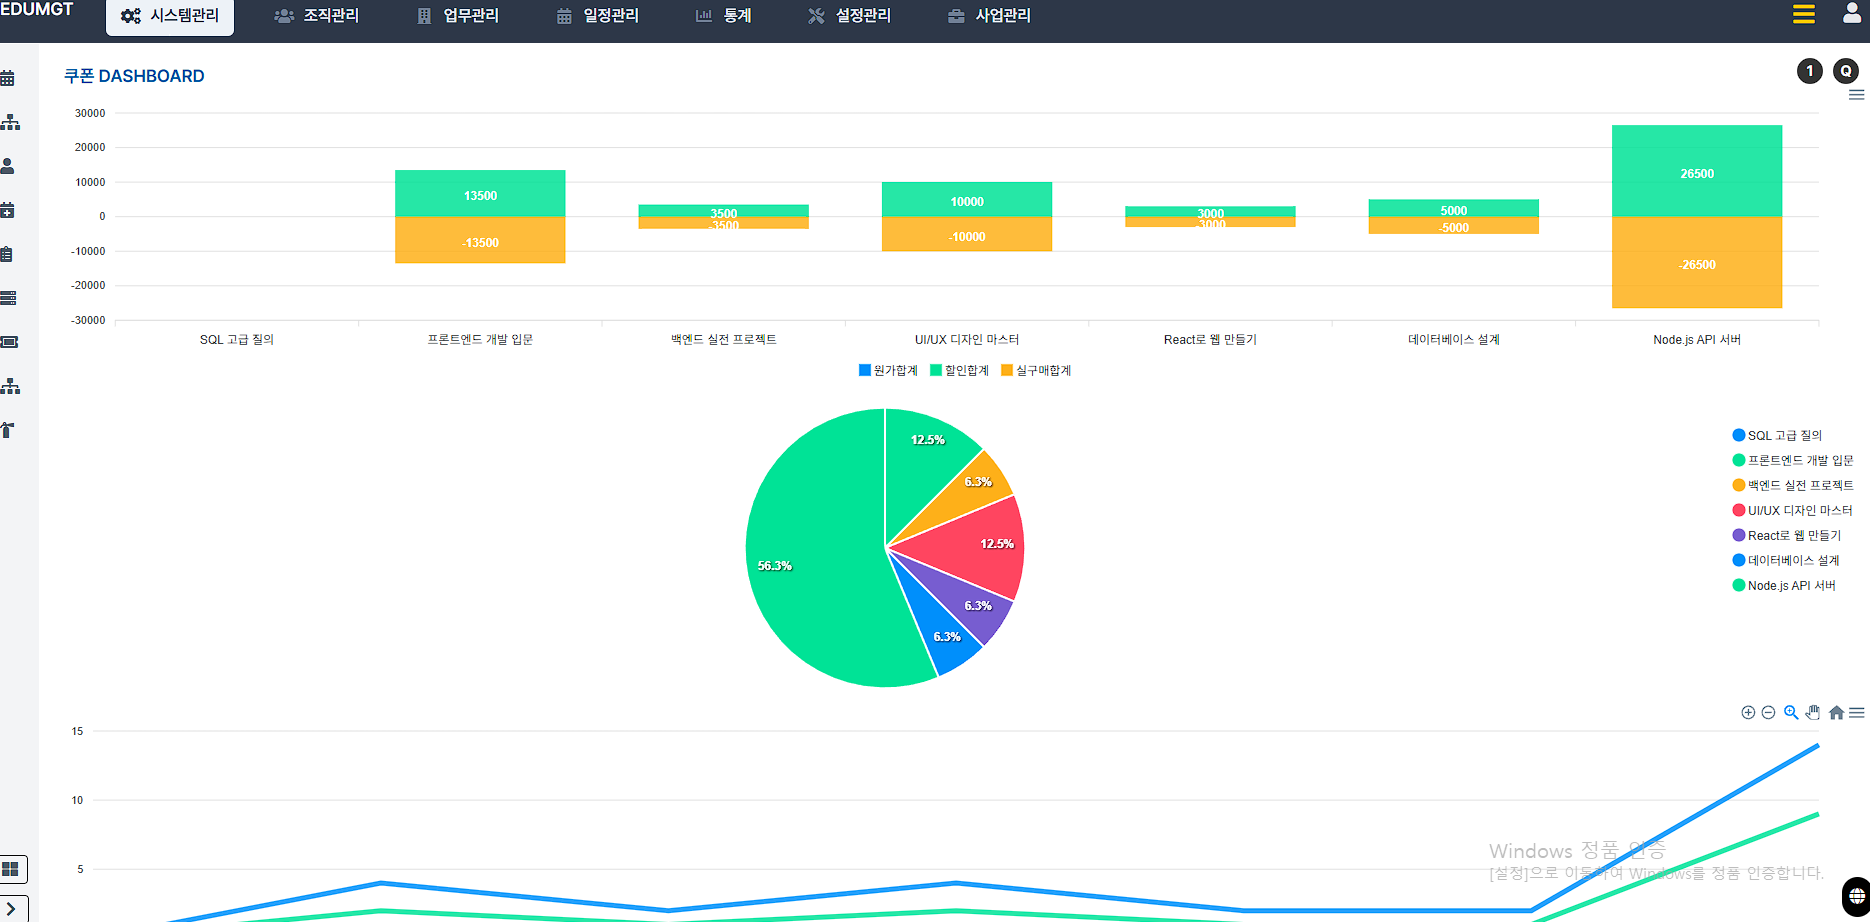 EDUMGT 시스템관리 조직관리 업무관리 일정관리 통계 설정관리 사업관리
쿠폰 DASHBOARD
1 Q
30000
20000
10000
0
-10000
-20000
-30000
13500 3500 10000 3000 5000 26500
-13500 -3500 -10000 -3000 -5000 -26500
SQL 고급 질의 프론트엔드 개발 입문 백엔드 실전 프로젝트 UI/UX 디자인 마스터 React로 웹 만들기 데이터베이스 설계 Node.js API 서버
원가합계 할인합계 실구매합계
12.5%
6.3%
12.5%
6.3%
6.3%
56.3%
SQL 고급 질의
프론트엔드 개발 입문
백엔드 실전 프로젝트
UI/UX 디자인 마스터
React로 웹 만들기
데이터베이스 설계
Node.js API 서버
15
10
5
Windows 정품 인증
[설정]으로 이동하여 Windows를 정품 인증합니다.